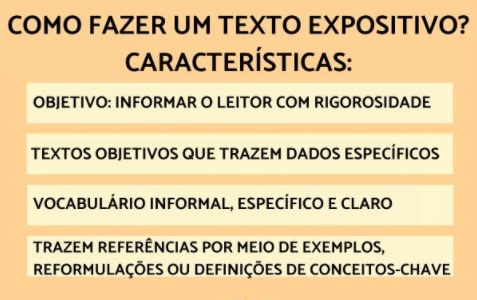 COMO FAZER UM TEXTO EXPOSITIVO?
CARACTERÍSTICAS:
OBJETIVO: INFORMAR O LEITOR COM RIGOROSIDADE
TEXTOS OBJETIVOS QUE TRAZEM DADOS ESPECÍFICOS
VOCABULÁRIO INFORMAL, ESPECÍFICO E CLARO
TRAZEM REFERÊNCIAS POR MEIO DE EXEMPLOS,
REFORMULAÇÕES OU DEFINIÇÕES DE CONCEITOS-CHAVE